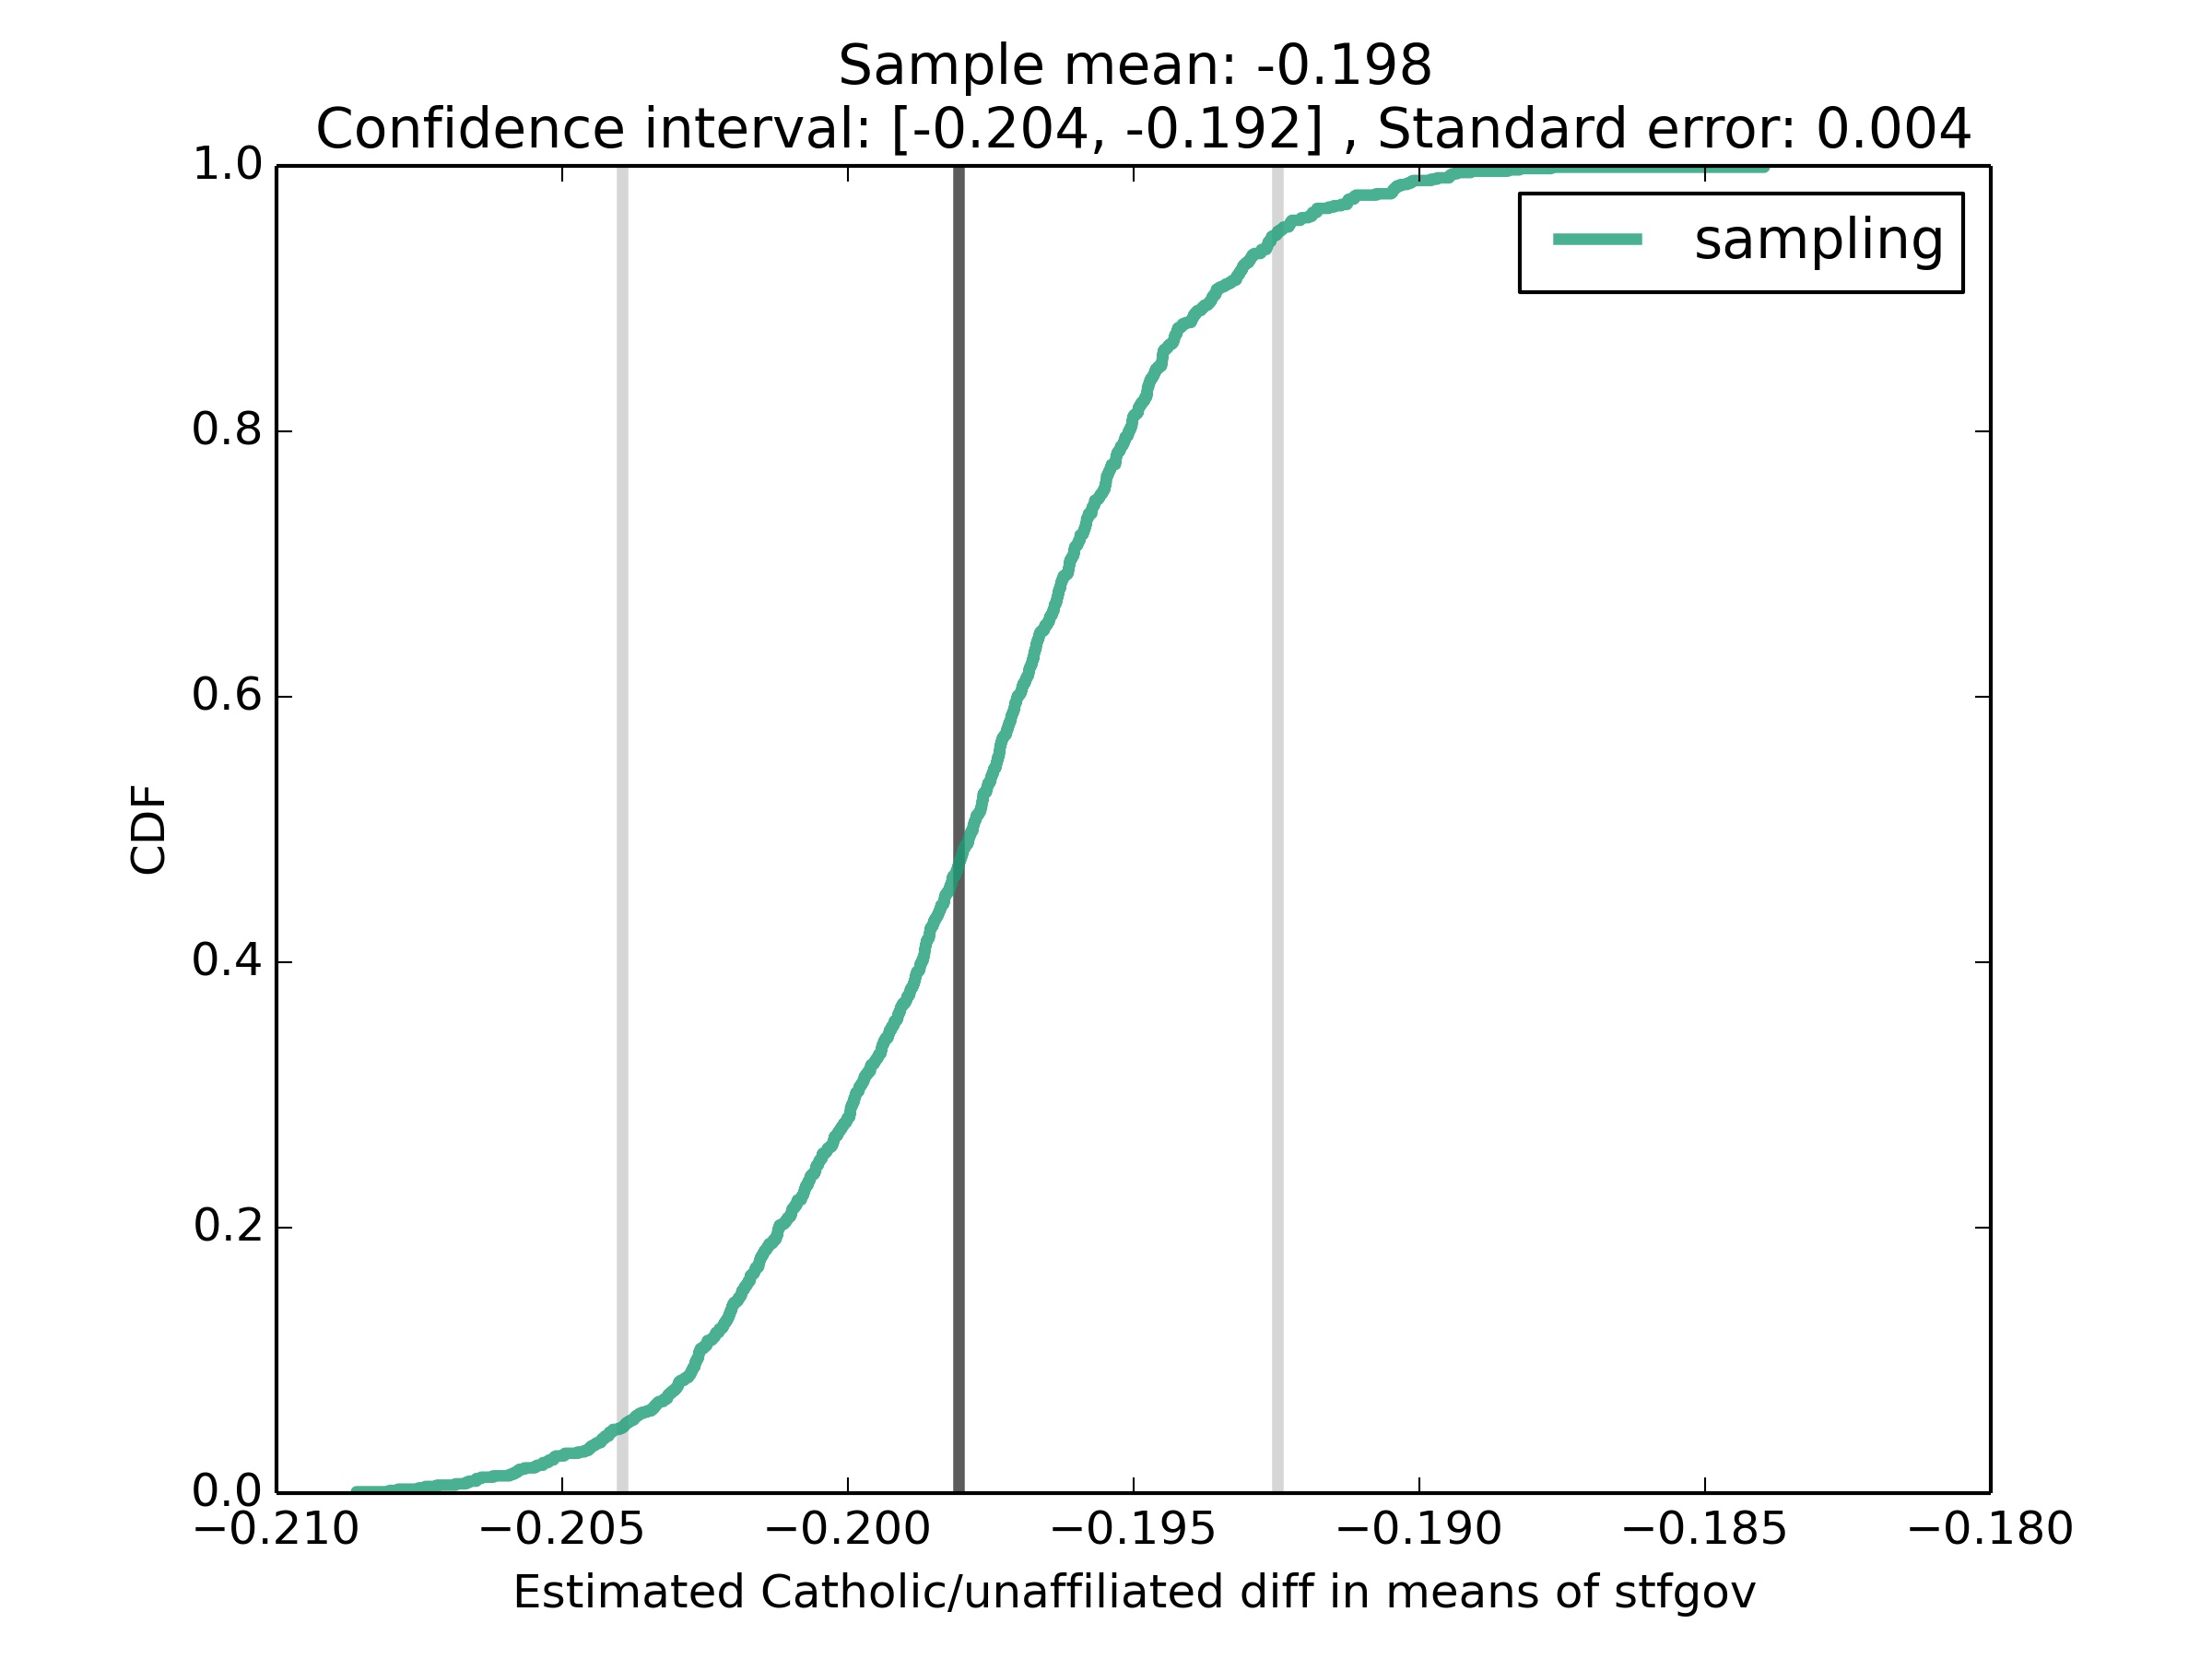 Sample mean: -0.198
Confidence interval: [-0.204, -0.192] , Standard error: 0.004
sampling
1.0
0.8
0.6
0.4
0.2
0.0
CDF
−0.210 −0.205 −0.200 −0.195 −0.190 −0.185 −0.180
Estimated Catholic/unaffiliated diff in means of stfgov